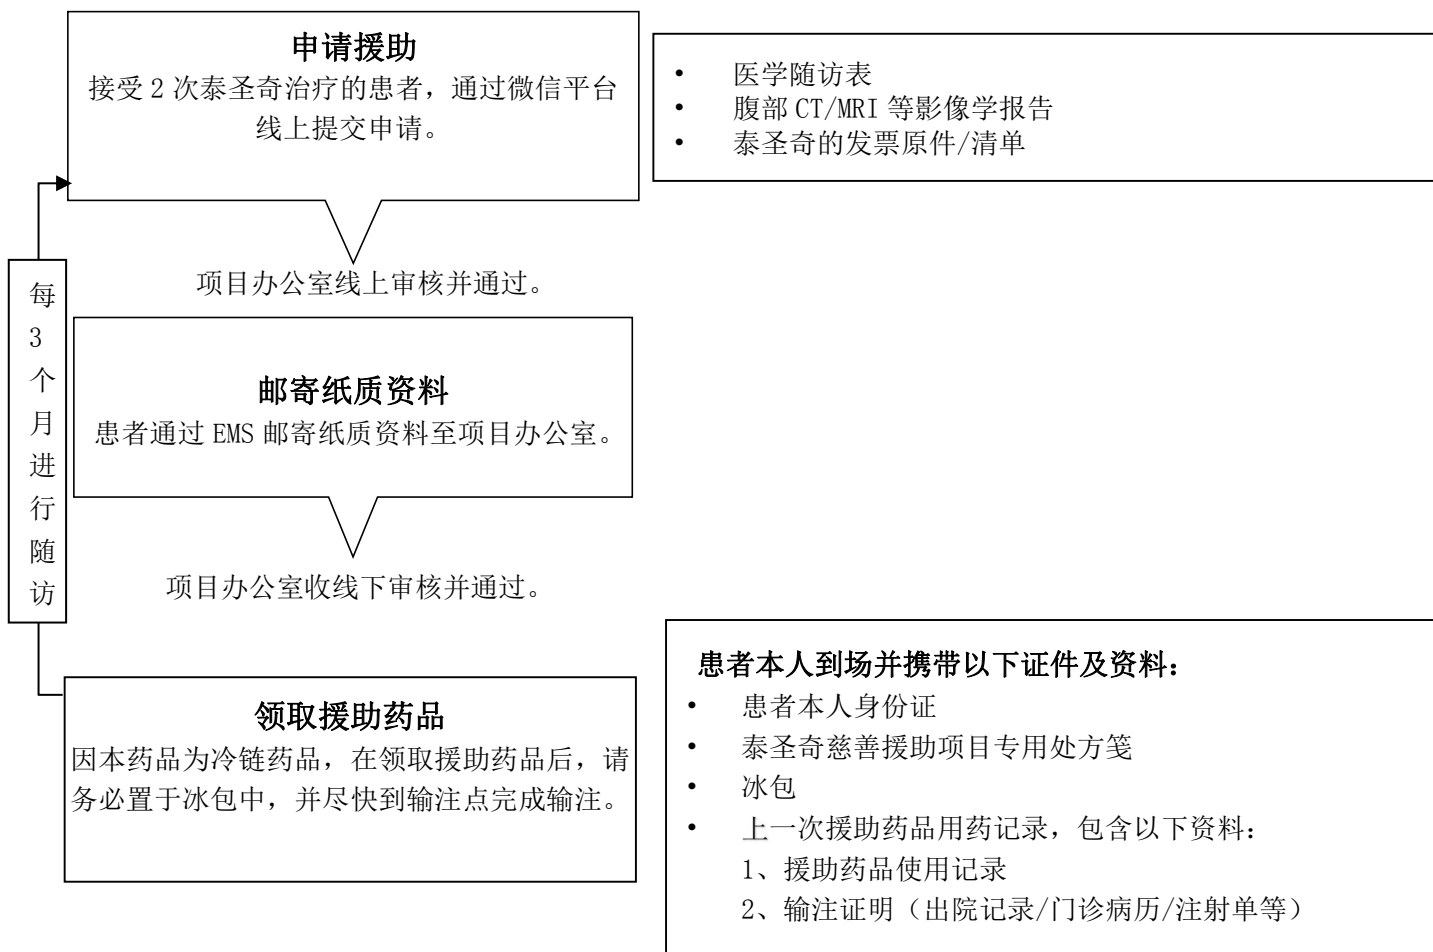 申请援助
接受 2 次泰圣奇治疗的患者，通过微信平台
线上提交申请。
• 医学随访表
• 腹部 CT/MRI 等影像学报告
• 泰圣奇的发票原件/清单
项目办公室线上审核并通过。
每
3
个
月
进
行
随
访
邮寄纸质资料
患者通过 EMS 邮寄纸质资料至项目办公室。
项目办公室收线下审核并通过。
领取援助药品
因本药品为冷链药品，在领取援助药品后，请
务必置于冰包中，并尽快到输注点完成输注。
患者本人到场并携带以下证件及资料：
• 患者本人身份证
• 泰圣奇慈善援助项目专用处方笺
• 冰包
• 上一次援助药品用药记录，包含以下资料：
1、援助药品使用记录
2、输注证明（出院记录/门诊病历/注射单等）